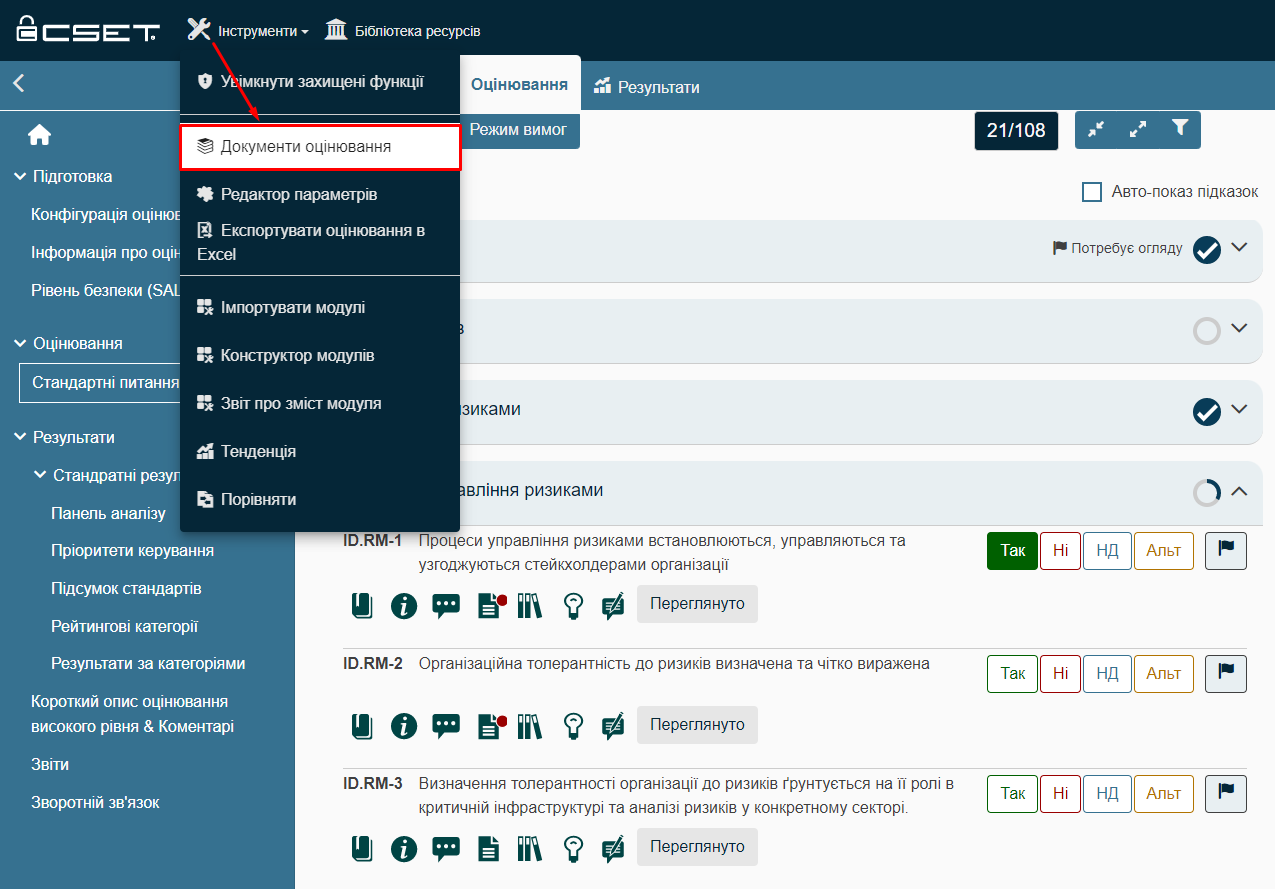 CSET
Інструменти
Бібліотека ресурсів
Увімкнути захищені функції
Документи оцінювання
Редактор параметрів
Експортувати оцінювання в
Excel
Імпортувати модулі
Конструктор модулів
Звіт про зміст модуля
Тенденція
Порівняти
Оцінювання
Результати
Режим вимог
21/108
Авто-показ підказок
Підготовка
Конфігурація
Інформація про
Рівень безпеки (SAL
Оцінювання
Стандартні питання
Результати
Стандратні
Панель аналізу
Пріоритети керування
Підсумок стандартів
Рейтингові категорії
Результати за категоріями
Короткий опис оцінювання
високого рівня & Коментарі
Звіти
Зворотній зв'язок
Потребує огляду
ризиками
ID.RM-1 Процеси управління ризиками встановлюються, управляються та
узгоджуються стейкхолдерами організації
Так Ні НД Альт
Переглянуто
ID.RM-2 Організаційна толерантність до ризиків визначена та чітко виражена
Так Ні НД Альт
Переглянуто
ID.RM-3 Визначення толерантності організації до ризиків ґрунтується на її ролі в
критичній інфраструктурі та аналізі ризиків у конкретному секторі.
Так Ні НД Альт
Переглянуто